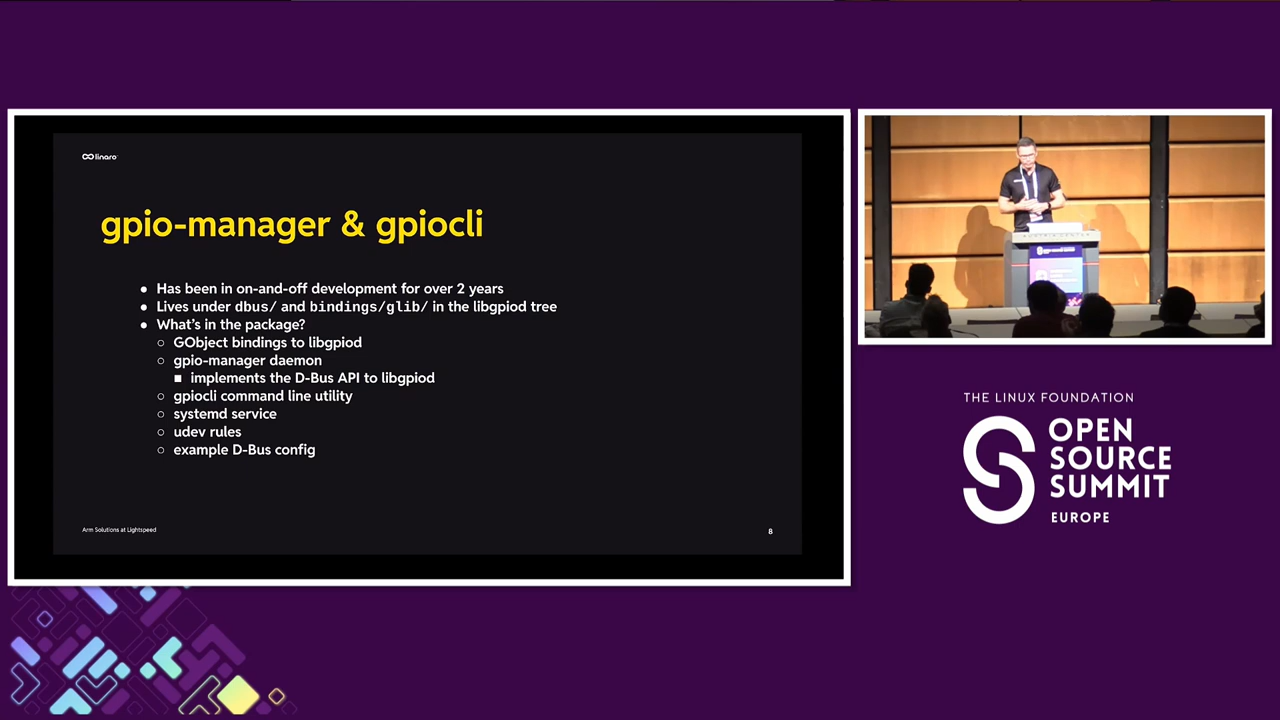 linaro
gpio-manager & gpiocli
● Has been in on-and-off development for over 2 years
● Lives under dbus/ and bindings/glib/ in the libgpiod tree
● What's in the package?
○ GObject bindings to libgpiod
○ gpio-manager daemon
■ implements the D-Bus API to libgpiod
○ gpiocli command line utility
○ systemd service
○ udev rules
○ example D-Bus config
Arm Solutions at Lightspeed
8
THE LINUX FOUNDATION
OPEN
SOURCE
SUMMIT
EUROPE